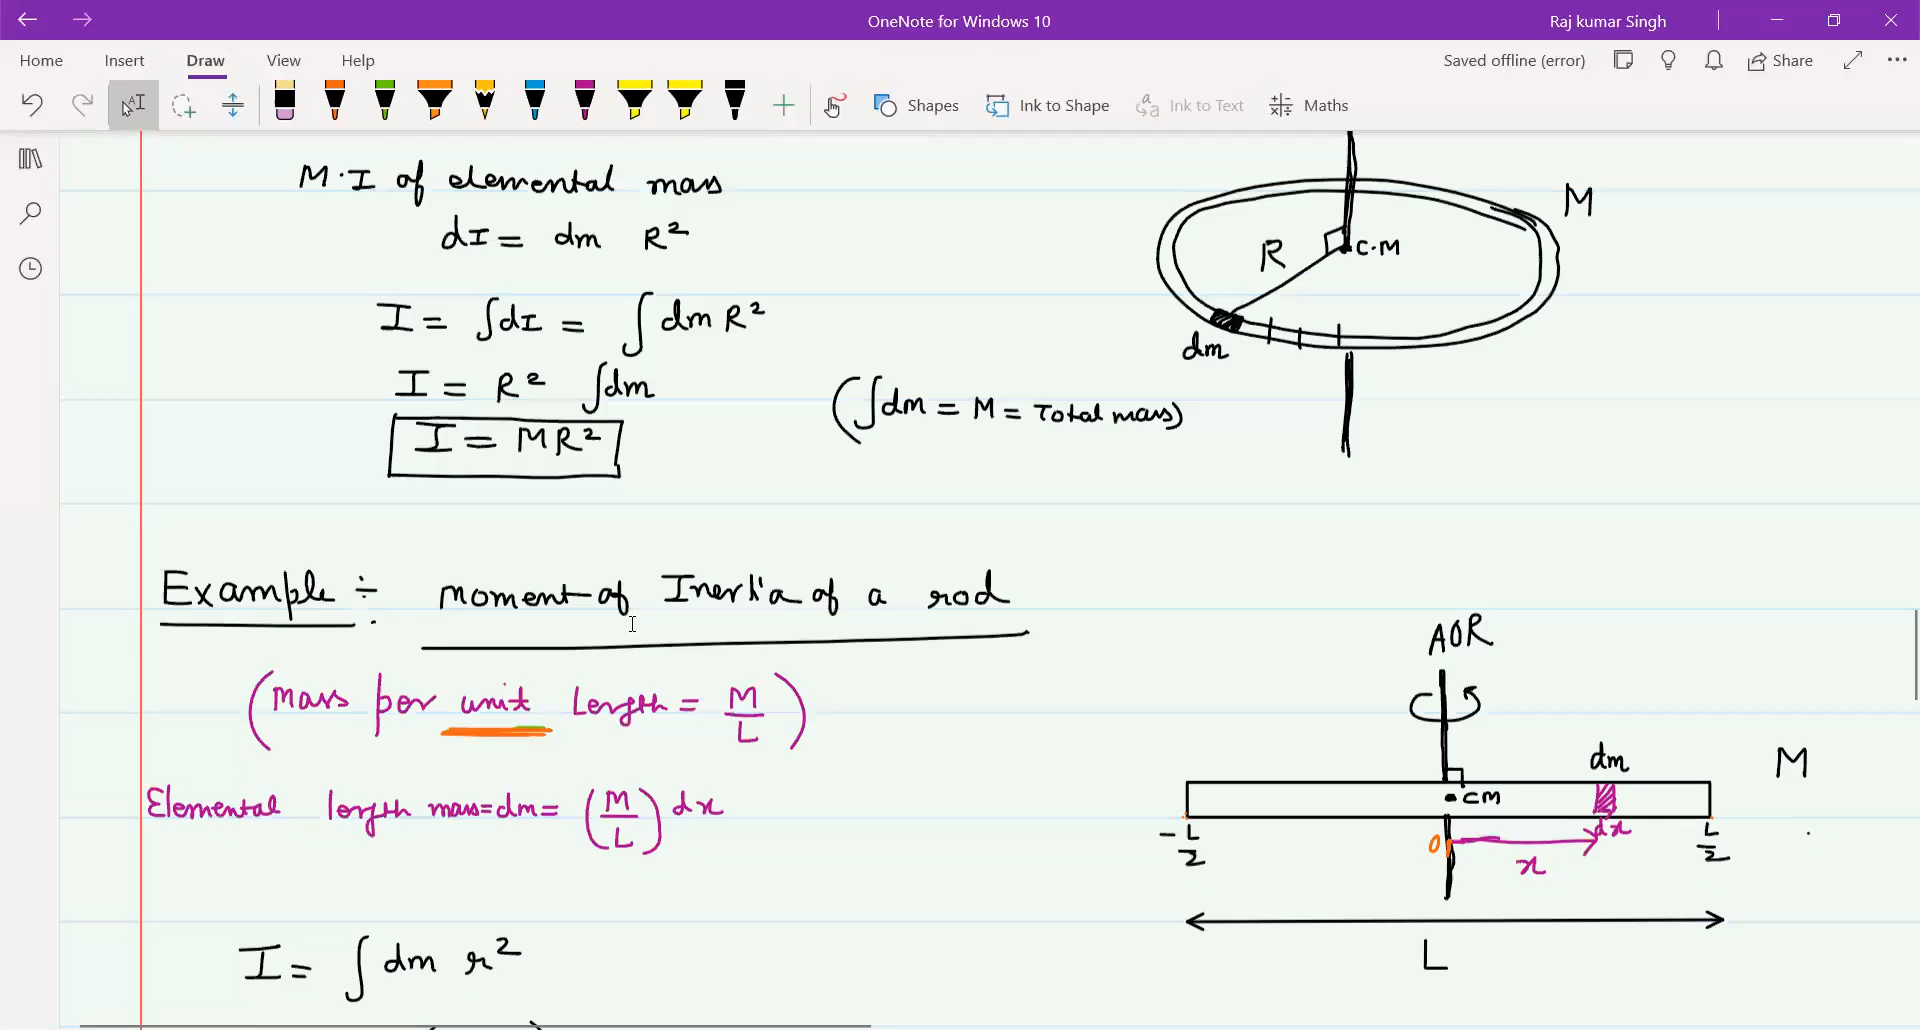 OneNote for Windows 10
Raj kumar Singh
Home Insert Draw View Help
Saved offline (error) Share
Shapes Ink to Shape Ink to Text Maths
M.I of elemental mass
dI = dm R²
I = ∫dI = ∫dm R²
I = R² ∫dm
(∫dm = M = Total mass)
I = MR²
M
R
C.M
dm
Example ÷ moment of Inertia of a rod
(Mass per unit Length = M/L)
Elemental length mass = dm = (M/L) dx
I = ∫ dm r²
AOR
dm
M
CM
-L/2
O
dx
x
L/2
L